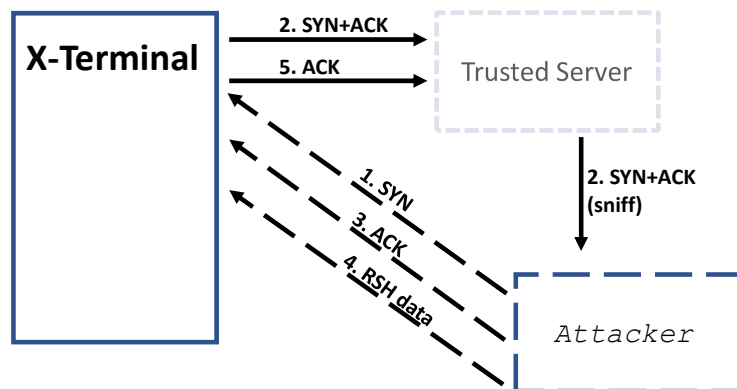 2. SYN+ACK
X-Terminal
5. ACK
Trusted Server
1. SYN
2. SYN+ACK
(sniff)
3. ACK
4. RSH data
Attacker